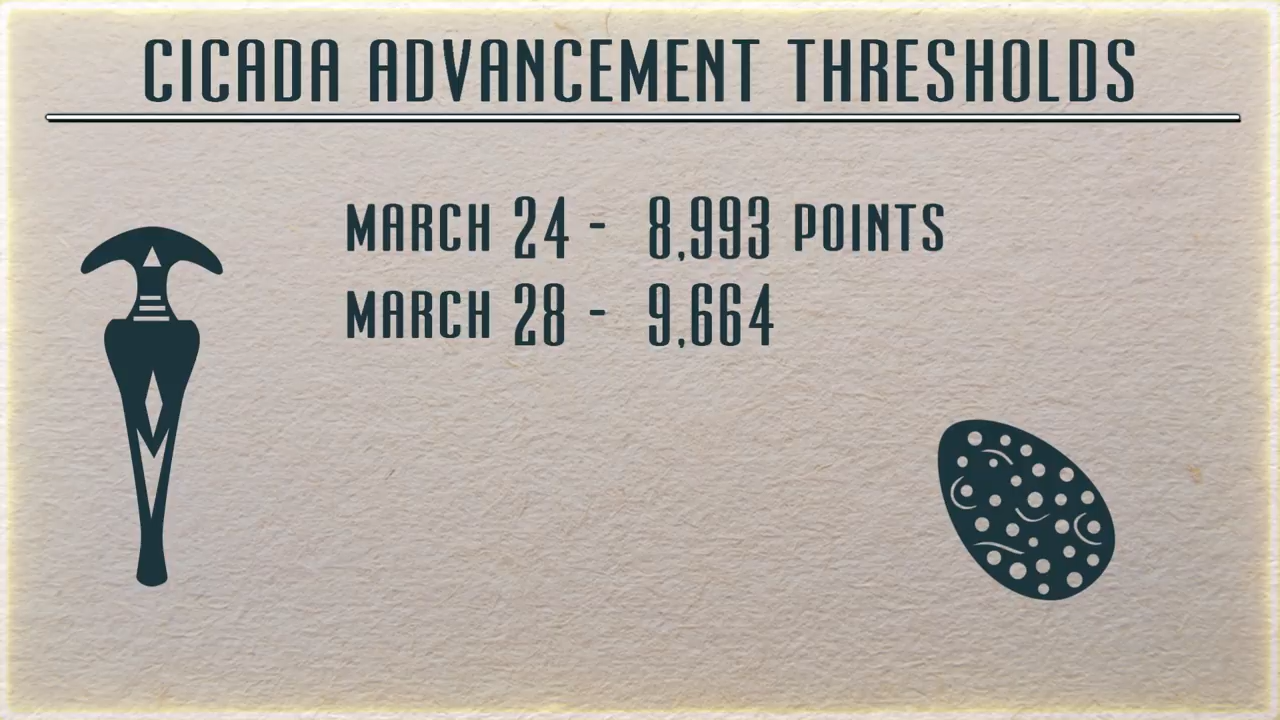 CICADA ADVANCEMENT THRESHOLDS
MARCH 24 - 8,993 POINTS
MARCH 28 - 9,664